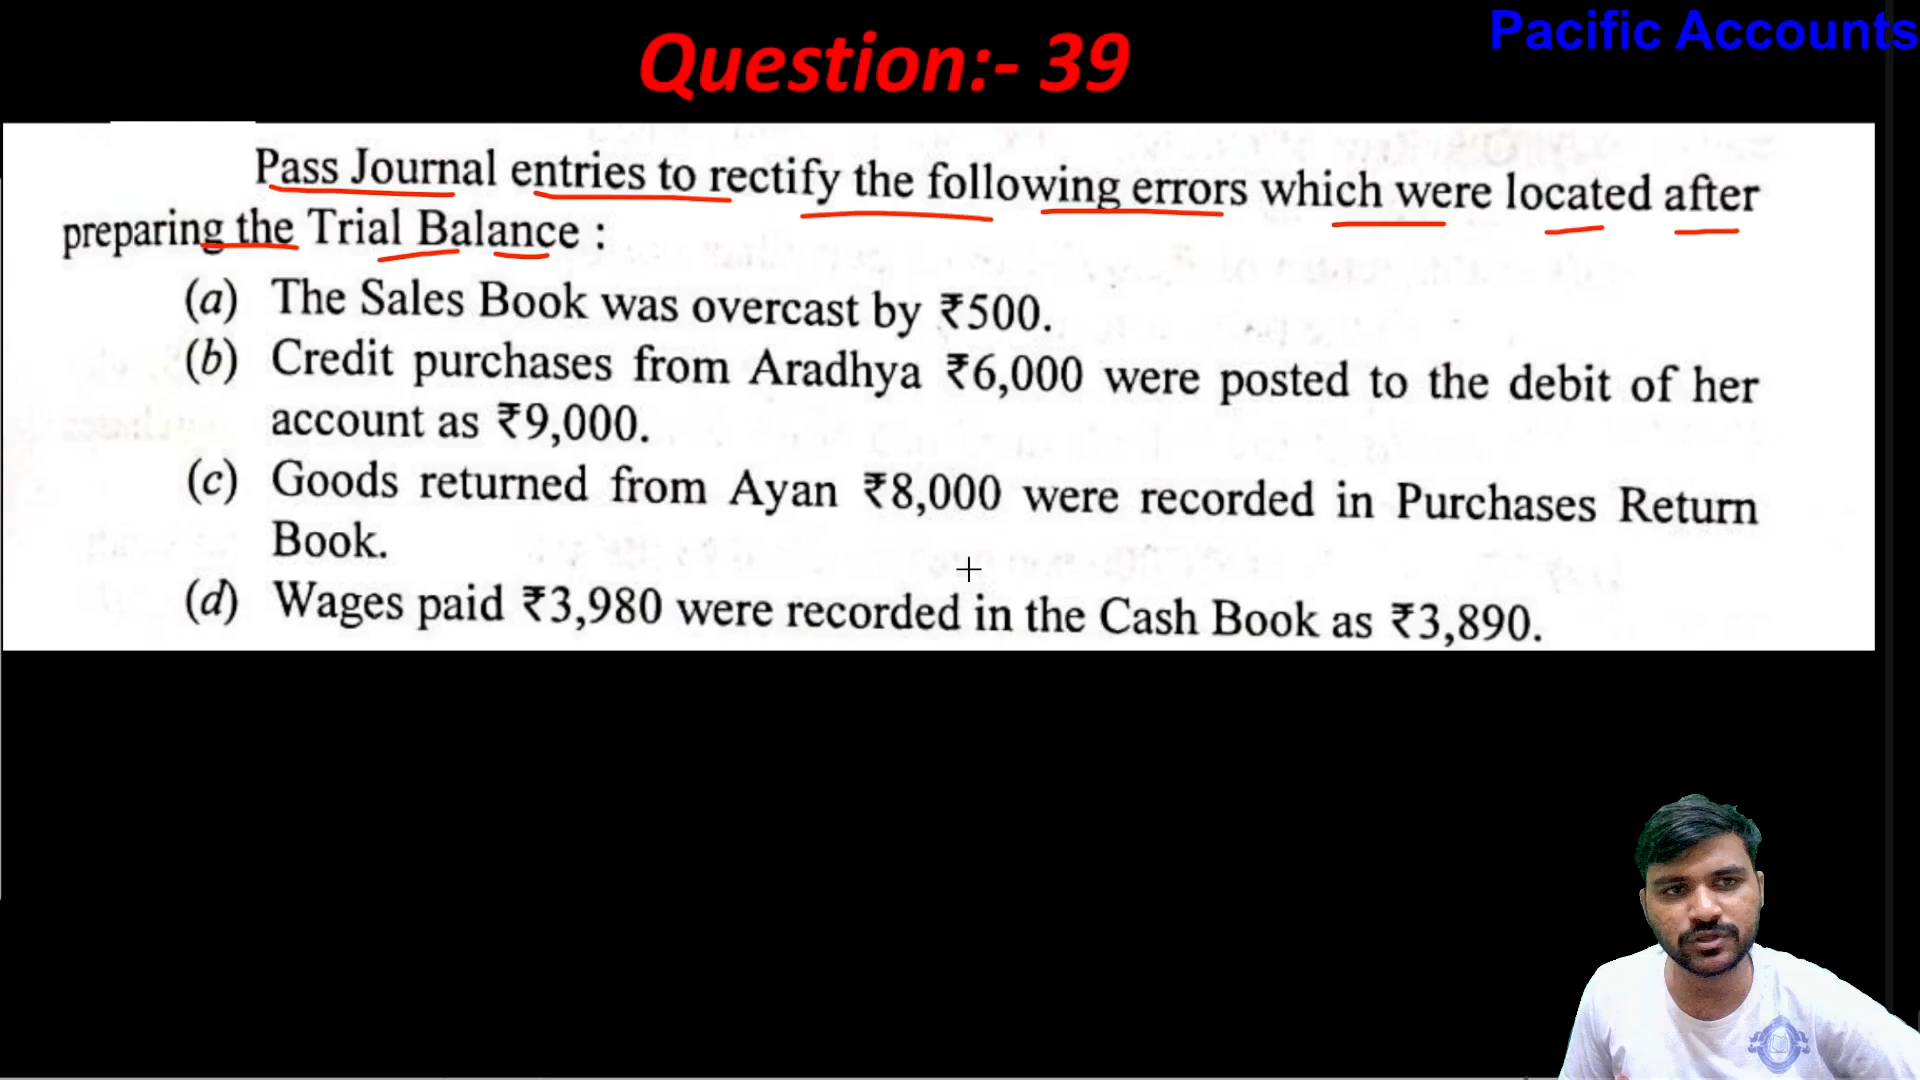 Question:- 39
Pacific Accounts
Pass Journal entries to rectify the following errors which were located after
preparing the Trial Balance :
(a) The Sales Book was overcast by ₹500.
(b) Credit purchases from Aradhya ₹6,000 were posted to the debit of her
account as ₹9,000.
(c) Goods returned from Ayan ₹8,000 were recorded in Purchases Return
Book.
(d) Wages paid ₹3,980 were recorded in the Cash Book as ₹3,890.